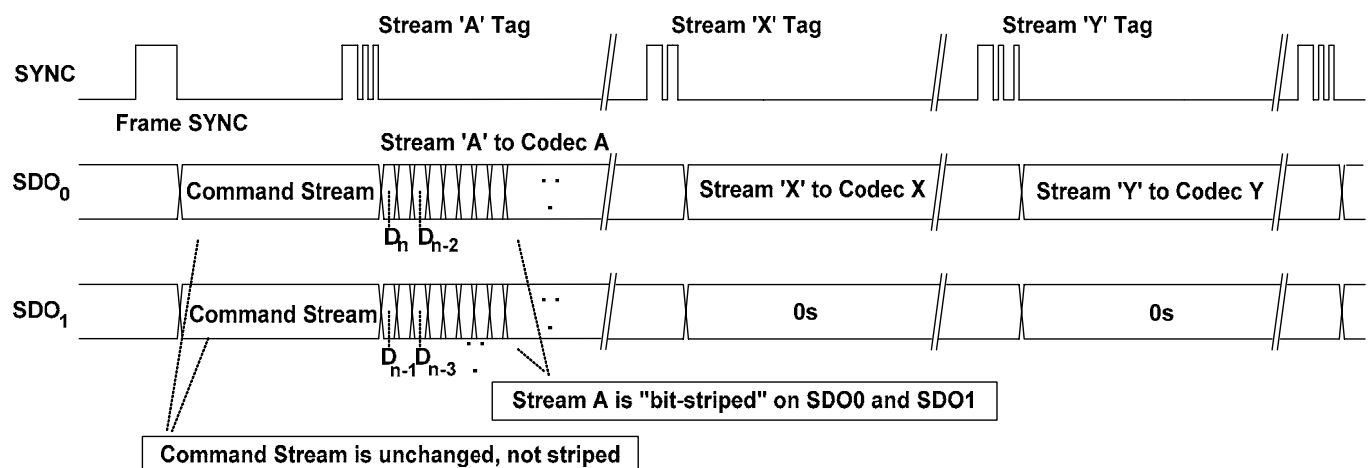 Stream 'A' Tag
Stream 'X' Tag
Stream 'Y' Tag
SYNC
Frame SYNC
Stream 'A' to Codec A
SDO0
Command Stream
. .
.
Stream 'X' to Codec X
Stream 'Y' to Codec Y
Dn
Dn-2
SDO1
Command Stream
. .
.
0s
0s
Dn-1
Dn-3
. .
.
Stream A is "bit-striped" on SDO0 and SDO1
Command Stream is unchanged, not striped